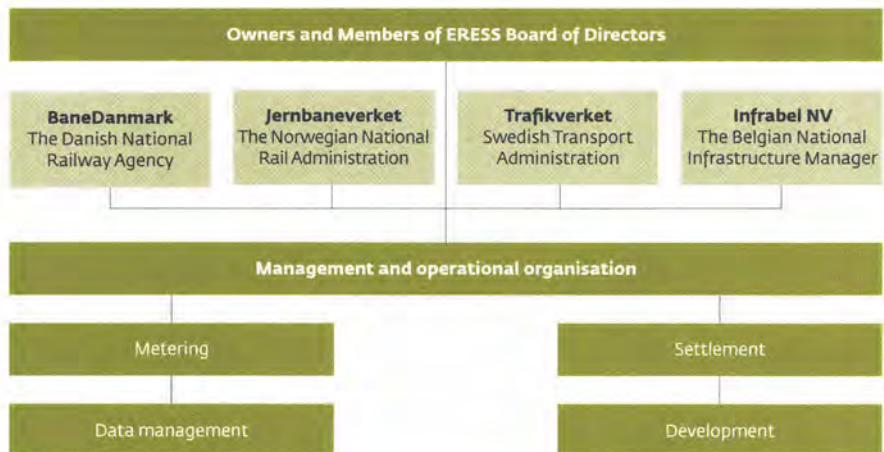 Owners and Members of ERESS Board of Directors
BaneDanmark
The Danish National
Railway Agency
Jernbaneverket
The Norwegian National
Rail Administration
Trafikverket
Swedish Transport
Administration
Infrabel NV
The Belgian National
Infrastructure Manager
Management and operational organisation
Metering
Settlement
Data management
Development